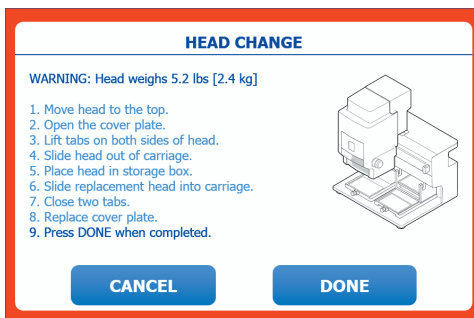 HEAD CHANGE
WARNING: Head weighs 5.2 lbs [2.4 kg]
1. Move head to the top.
2. Open the cover plate.
3. Lift tabs on both sides of head.
4. Slide head out of carriage.
5. Place head in storage box.
6. Slide replacement head into carriage.
7. Close two tabs.
8. Replace cover plate.
9. Press DONE when completed.
CANCEL
DONE